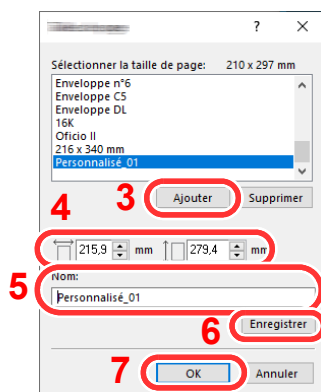 ?
Sélectionner la taille de page: 210 x 297 mm
Enveloppe n°6
Enveloppe C5
Enveloppe DL
16K
Oficio II
216 x 340 mm
Personnalisé_01
3 Ajouter Supprimer
4
215,9 mm 279,4 mm
5 Nom:
Personnalisé_01
6 Enregistrer
7 OK Annuler